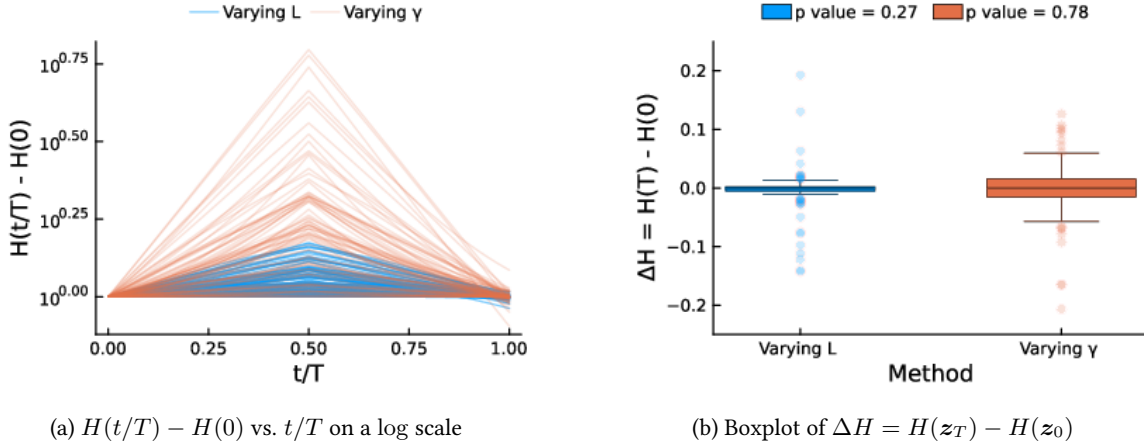 Varying L Varying γ
H(t/T) - H(0)
10^0.75
10^0.50
10^0.25
10^0.00
0.00 0.25 0.50 0.75 1.00
t/T
(a) H(t/T) − H(0) vs. t/T on a log scale
p value = 0.27 p value = 0.78
ΔH = H(T) - H(0)
0.2
0.1
0.0
-0.1
-0.2
Varying L Varying γ
Method
(b) Boxplot of ΔH = H(z_T) − H(z_0)